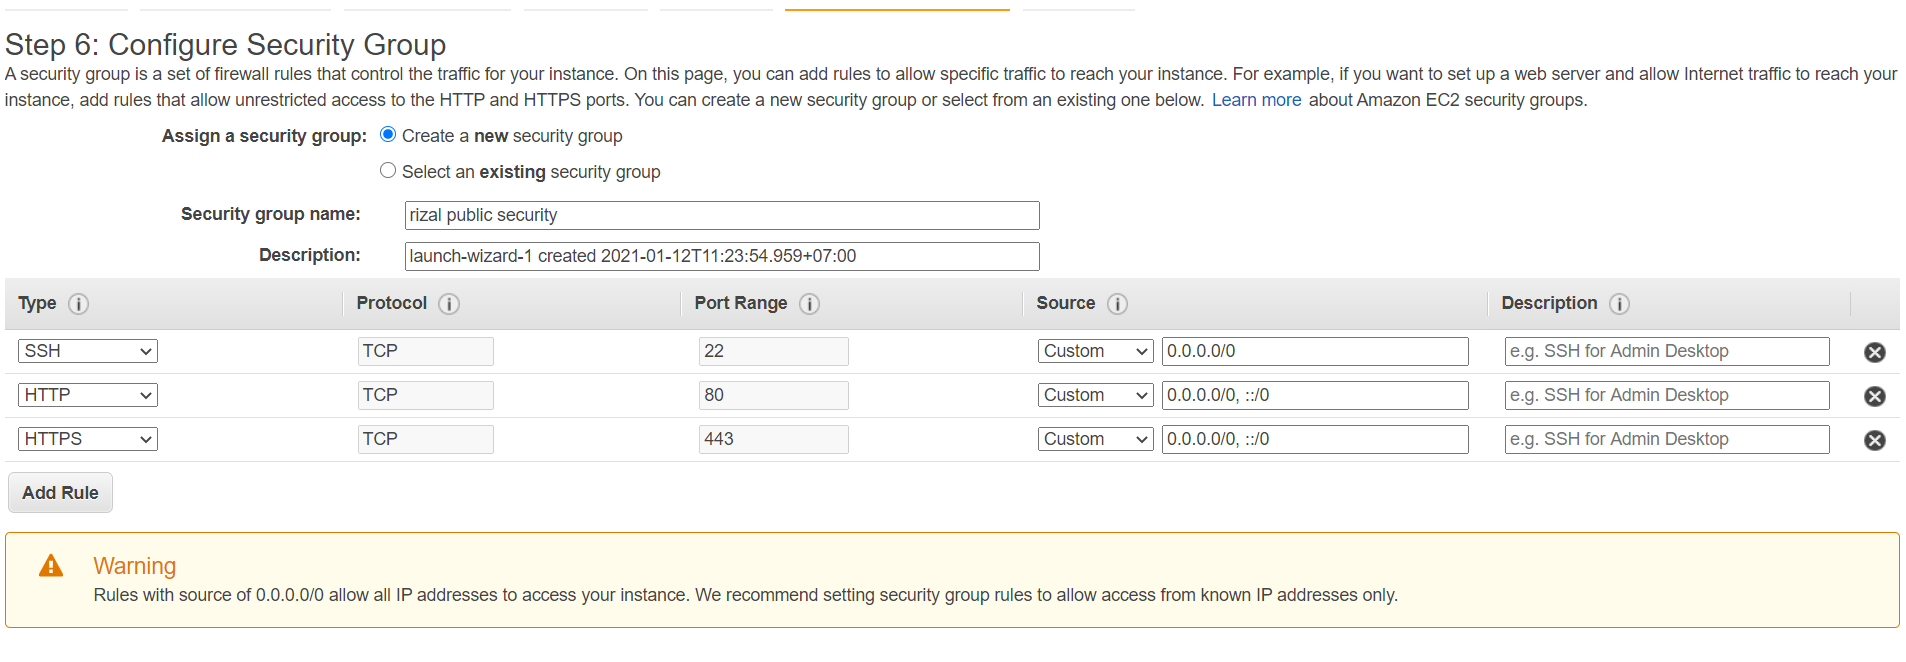 Step 6: Configure Security Group
A security group is a set of firewall rules that control the traffic for your instance. On this page, you can add rules to allow specific traffic to reach your instance. For example, if you want to set up a web server and allow Internet traffic to reach your
instance, add rules that allow unrestricted access to the HTTP and HTTPS ports. You can create a new security group or select from an existing one below. Learn more about Amazon EC2 security groups.
Assign a security group: Create a new security group
Select an existing security group
Security group name: rizal public security
Description: launch-wizard-1 created 2021-01-12T11:23:54.959+07:00
Type i Protocol i Port Range i Source i Description i
SSH TCP 22 Custom 0.0.0.0/0 e.g. SSH for Admin Desktop
HTTP TCP 80 Custom 0.0.0.0/0, ::/0 e.g. SSH for Admin Desktop
HTTPS TCP 443 Custom 0.0.0.0/0, ::/0 e.g. SSH for Admin Desktop
Add Rule
Warning
Rules with source of 0.0.0.0/0 allow all IP addresses to access your instance. We recommend setting security group rules to allow access from known IP addresses only.